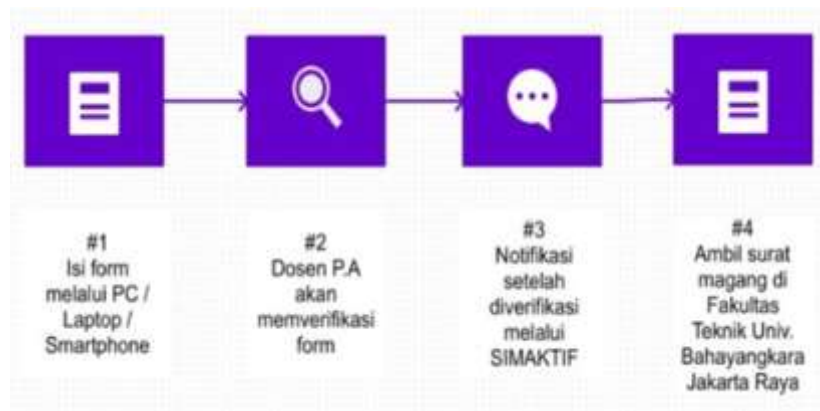 #1
Isi form
melalui PC /
Laptop /
Smartphone
#2
Dosen P.A
akan
memverifikasi
form
#3
Notifikasi
setelah
diverifikasi
melalui
SIMAKTIF
#4
Ambil surat
magang di
Fakultas
Teknik Univ.
Bahayangkara
Jakarta Raya